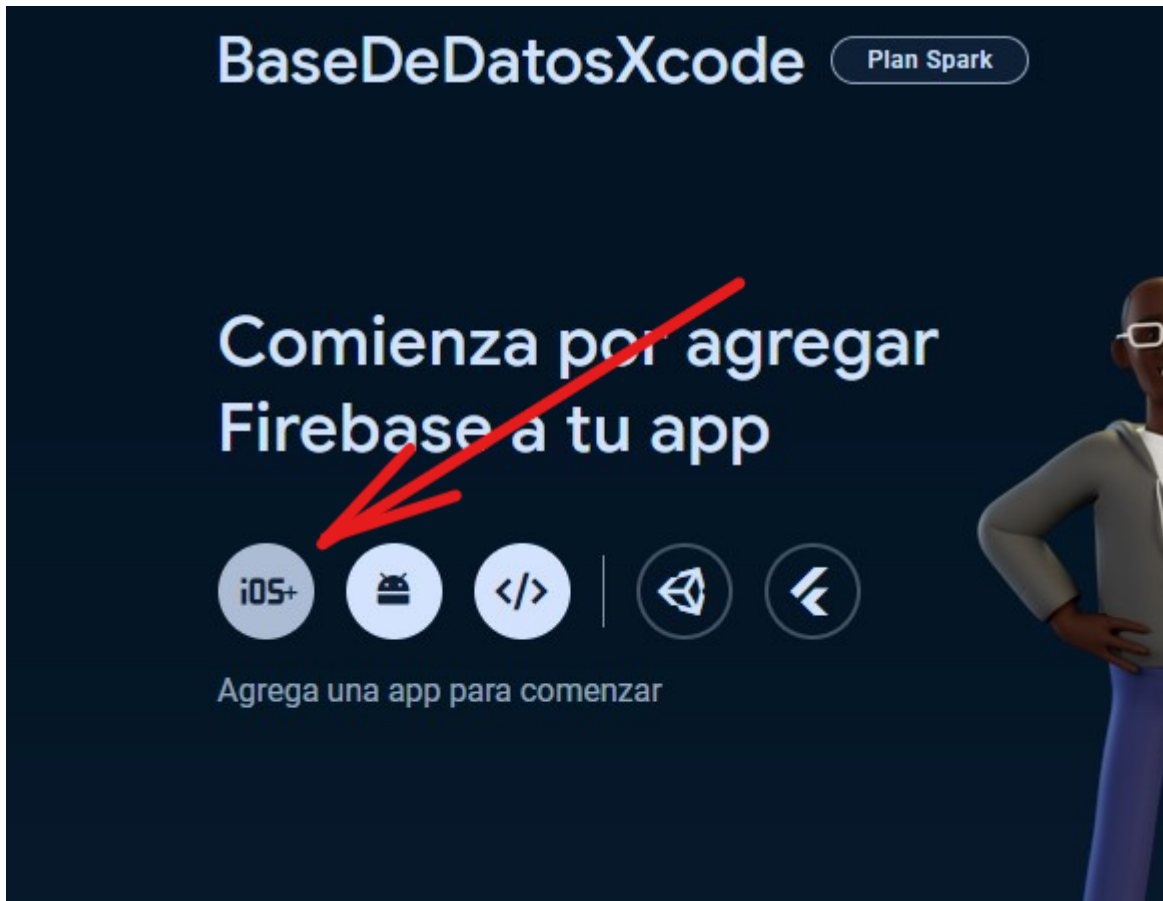 BaseDeDatosXcode Plan Spark
Comienza por agregar
Firebase a tu app
iOS+ </>
Agrega una app para comenzar